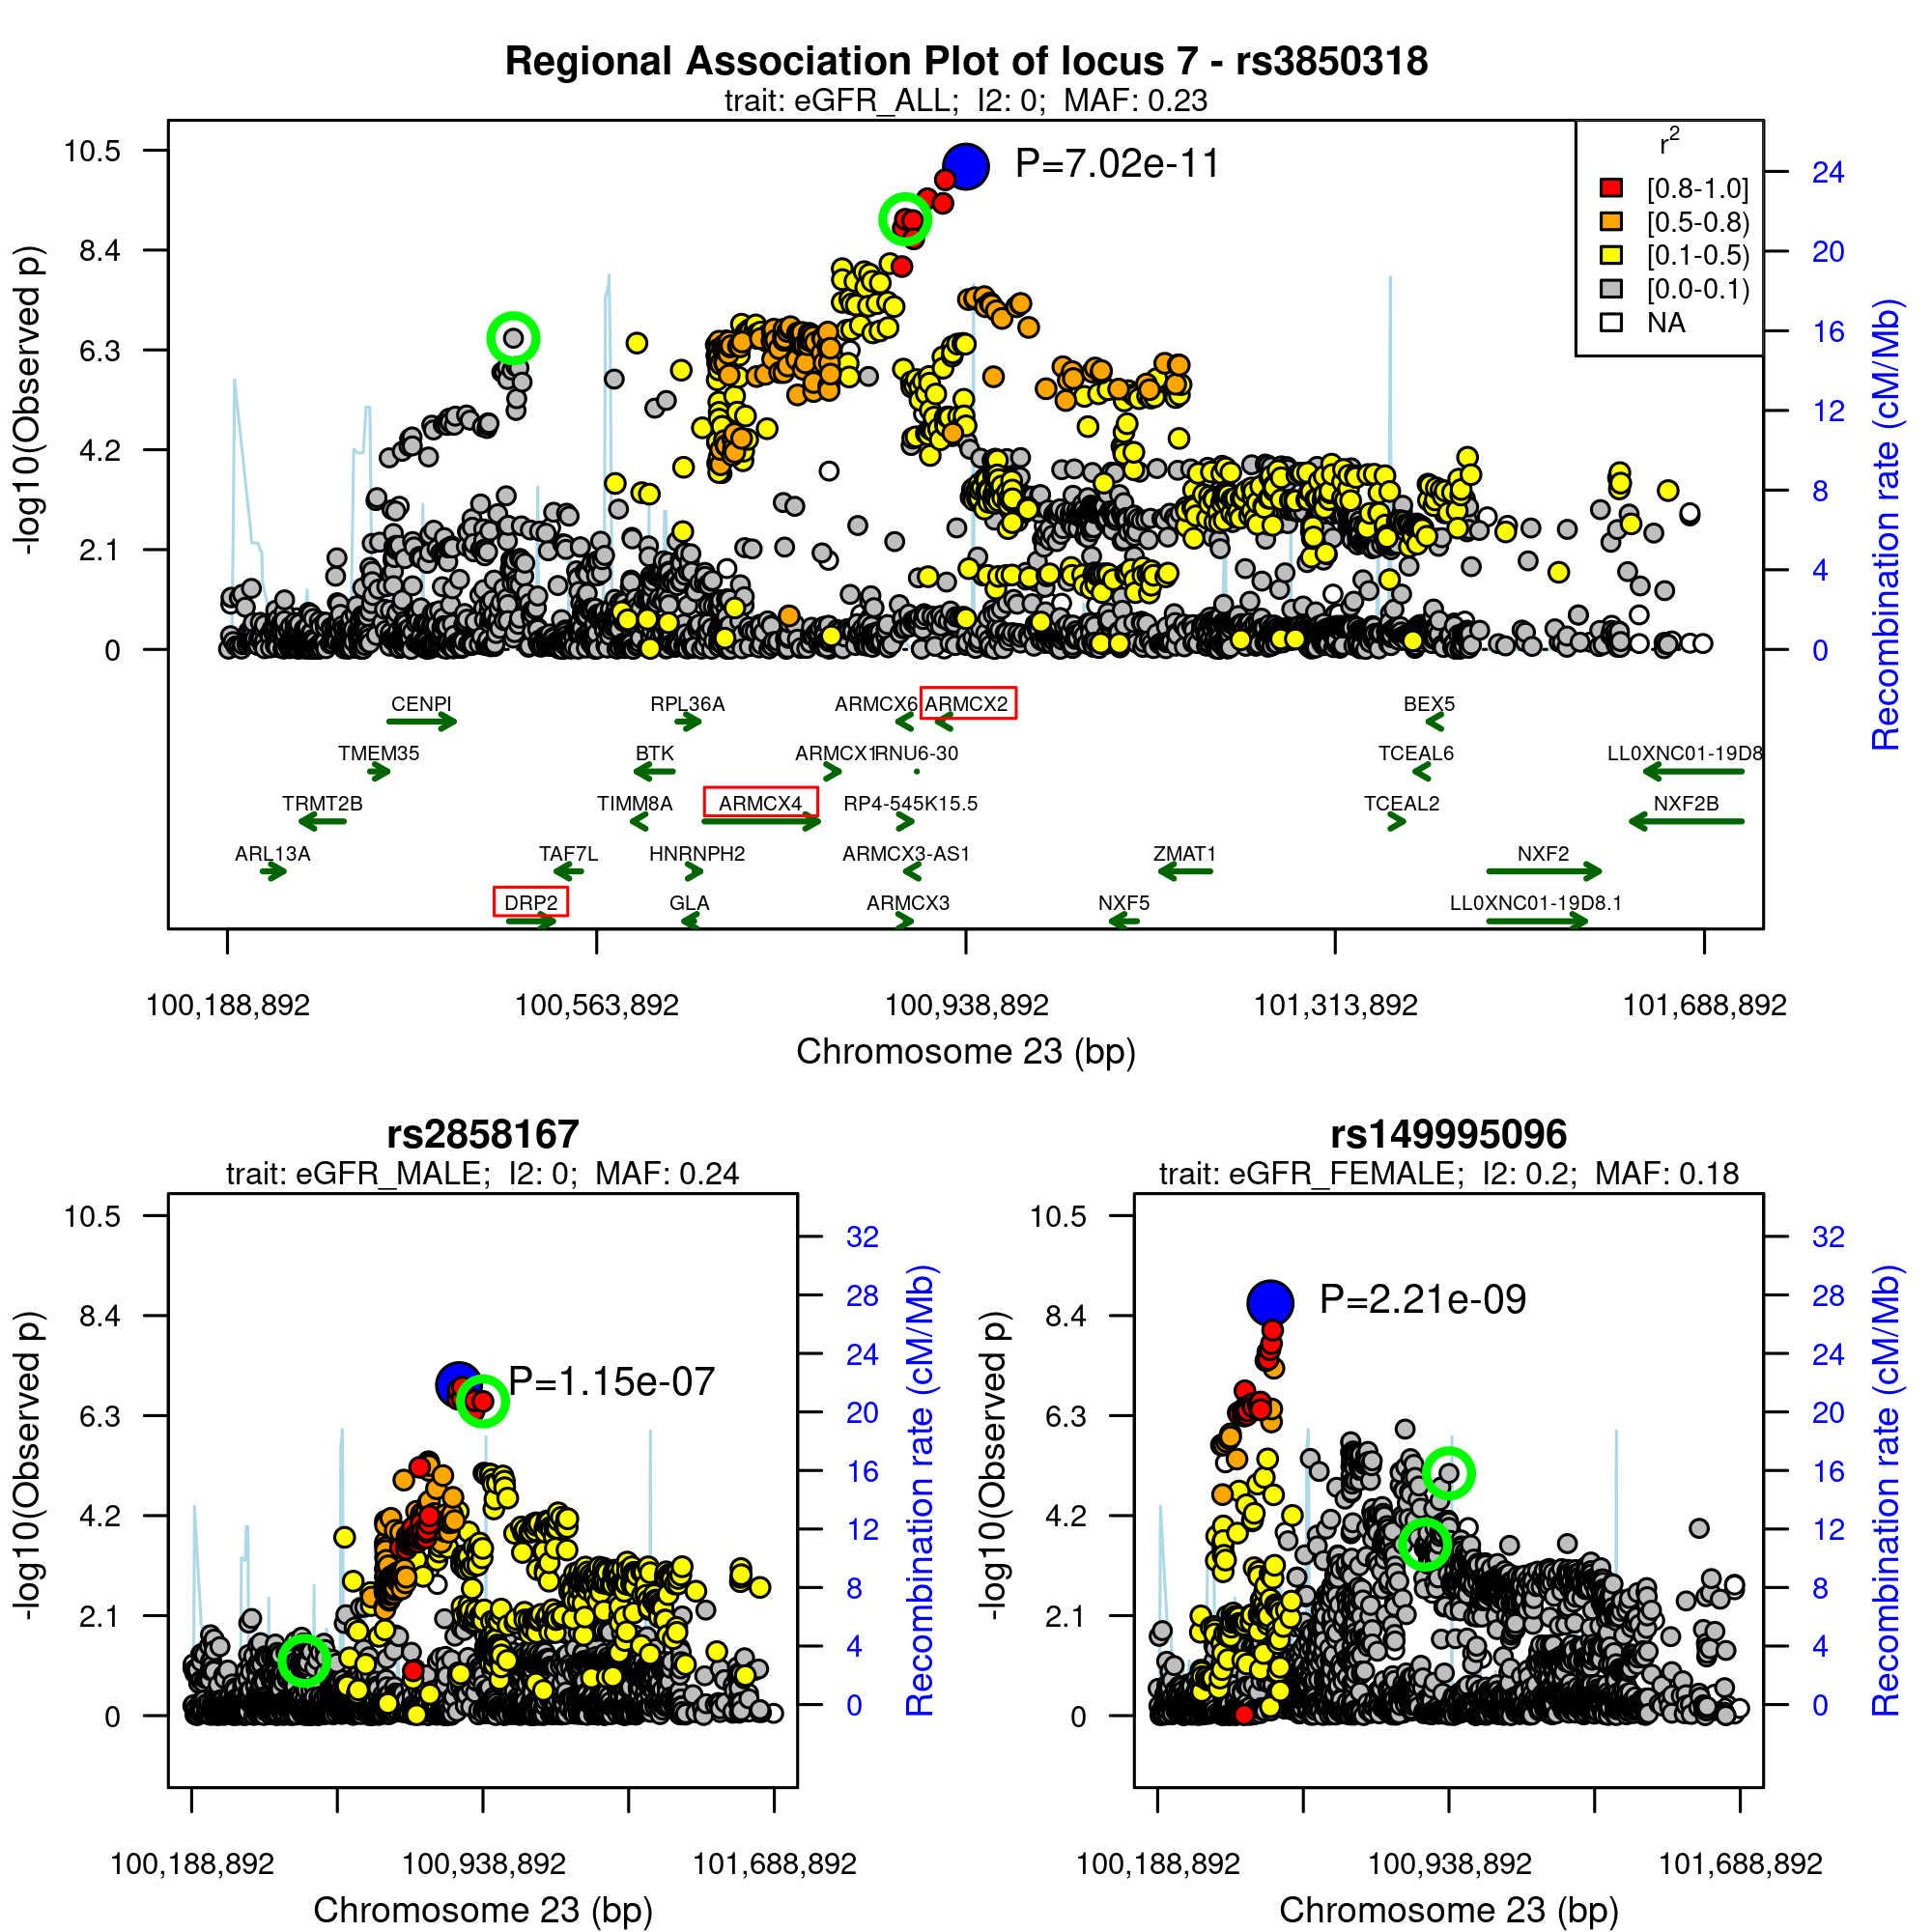 Regional Association Plot of locus 7 - rs3850318
trait: eGFR_ALL; I2: 0; MAF: 0.23
-log10(Observed p)
10.5
8.4
6.3
4.2
2.1
0
P=7.02e-11
r2
[0.8-1.0]
[0.5-0.8)
[0.1-0.5)
[0.0-0.1)
NA
24
20
16
12
8
4
0
Recombination rate (cM/Mb)
CENPI RPL36A ARMCX6 ARMCX2 BEX5
TMEM35 BTK ARMCX1 RNU6-30 TCEAL6 LL0XNC01-19D8
TRMT2B TIMM8A ARMCX4 RP4-545K15.5 TCEAL2 NXF2B
ARL13A TAF7L HNRNPH2 ARMCX3-AS1 ZMAT1 NXF2
DRP2 GLA ARMCX3 NXF5 LL0XNC01-19D8.1
100,188,892 100,563,892 100,938,892 101,313,892 101,688,892
Chromosome 23 (bp)
rs2858167
trait: eGFR_MALE; I2: 0; MAF: 0.24
-log10(Observed p)
10.5
8.4
6.3
4.2
2.1
0
P=1.15e-07
32
28
24
20
16
12
8
4
0
Recombination rate (cM/Mb)
100,188,892 100,938,892 101,688,892
Chromosome 23 (bp)
rs149995096
trait: eGFR_FEMALE; I2: 0.2; MAF: 0.18
-log10(Observed p)
10.5
8.4
6.3
4.2
2.1
0
P=2.21e-09
32
28
24
20
16
12
8
4
0
Recombination rate (cM/Mb)
100,188,892 100,938,892 101,688,892
Chromosome 23 (bp)